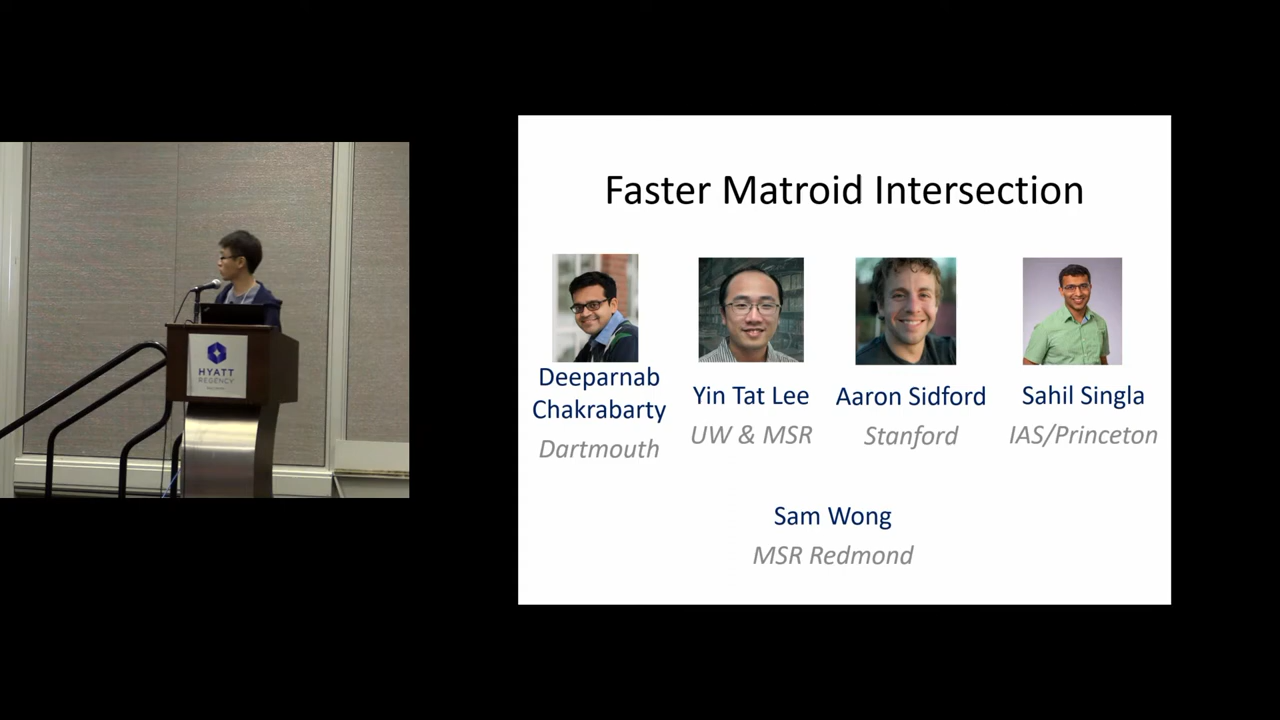 Faster Matroid Intersection
Deeparnab
Chakrabarty
Dartmouth
Yin Tat Lee
UW & MSR
Aaron Sidford
Stanford
Sahil Singla
IAS/Princeton
Sam Wong
MSR Redmond
HYATT
REGENCY